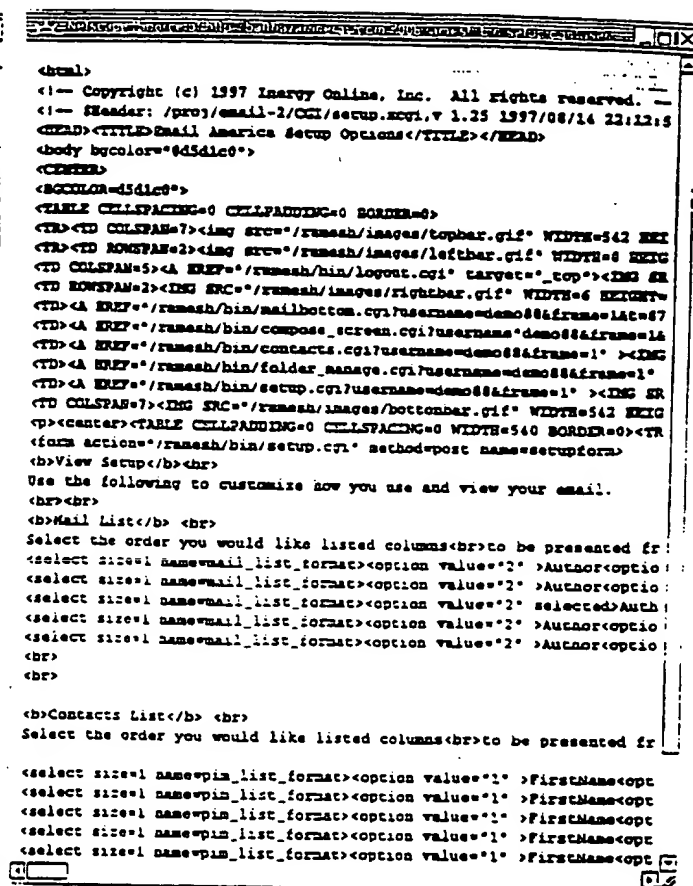 <html>
<!-- Copyright (c) 1997 Inergy Online, Inc.  All rights reserved. --
<!-- $Header: /proj/email-2/CGI/setup.xcgi,v 1.25 1997/08/14 22:12:5
<HEAD><TITLE>Email America Setup Options</TITLE></HEAD>
<body bgcolor="#d5d1c0">
<CENTER>
<BGCOLOR=d5d1c0">
<TABLE CELLSPACING=0 CELLPADDING=0 BORDER=0>
<TR><TD COLSPAN=7><img src="/ramesh/images/topbar.gif" WIDTH=542 HEI
<TR><TD ROWSPAN=2><img src="/ramesh/images/leftbar.gif" WIDTH=8 HEIG
<TD COLSPAN=5><A HREF="/ramesh/bin/logout.cgi" target="_top"><IMG SR
<TD ROWSPAN=2><IMG SRC="/ramesh/images/rightbar.gif" WIDTH=6 HEIGHT=
<TD><A HREF="/ramesh/bin/mailbottom.cgi?username=demo88&frame=1&t=87
<TD><A HREF="/ramesh/bin/compose_screen.cgi?username=demo88&frame=1&
<TD><A HREF="/ramesh/bin/contacts.cgi?username=demo88&frame=1" ><IMG
<TD><A HREF="/ramesh/bin/folder_manage.cgi?username=demo88&frame=1"
<TD><A HREF="/ramesh/bin/setup.cgi?username=demo88&frame=1" ><IMG SR
<TD COLSPAN=7><IMG SRC="/ramesh/images/bottombar.gif" WIDTH=542 HEIG
<p><center><TABLE CELLPADDING=0 CELLSPACING=0 WIDTH=540 BORDER=0><TR
<form action="/ramesh/bin/setup.cgi" method=post name=setupform>
<b>View Setup</b><br>
Use the following to customize how you use and view your email.
<br><br>
<b>Mail List</b> <br>
Select the order you would like listed columns<br>to be presented fr
<select size=1 name=mail_list_format><option value="2" >Author<optio
<select size=1 name=mail_list_format><option value="2" >Author<optio
<select size=1 name=mail_list_format><option value="2" selected>Auth
<select size=1 name=mail_list_format><option value="2" >Author<optio
<select size=1 name=mail_list_format><option value="2" >Author<optio
<br>
<br>
<b>Contacts List</b> <br>
Select the order you would like listed columns<br>to be presented fr
<select size=1 name=pim_list_format><option value="1" >FirstName<opt
<select size=1 name=pim_list_format><option value="1" >FirstName<opt
<select size=1 name=pim_list_format><option value="1" >FirstName<opt
<select size=1 name=pim_list_format><option value="1" >FirstName<opt
<select size=1 name=pim_list_format><option value="1" >FirstName<opt